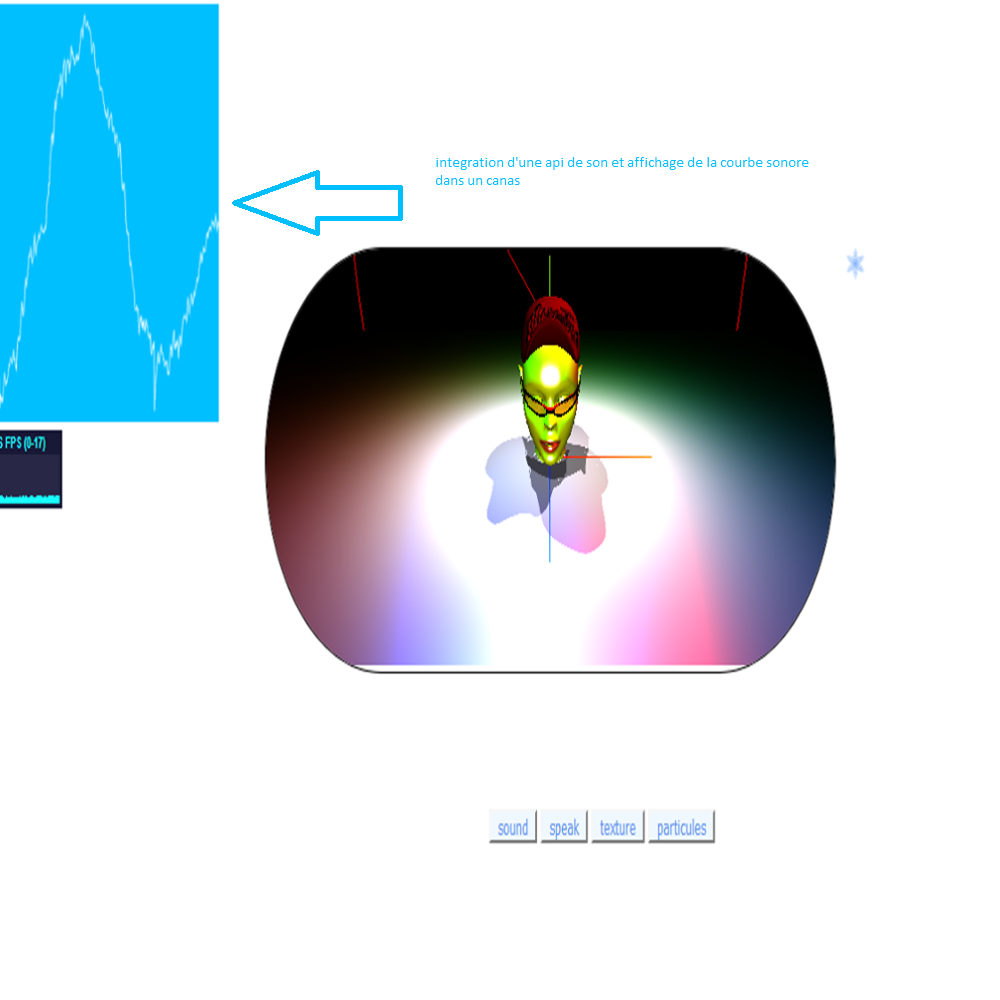 integration d'une api de son et affichage de la courbe sonore
dans un canas
FPS (0-17)
sound speak texture particules